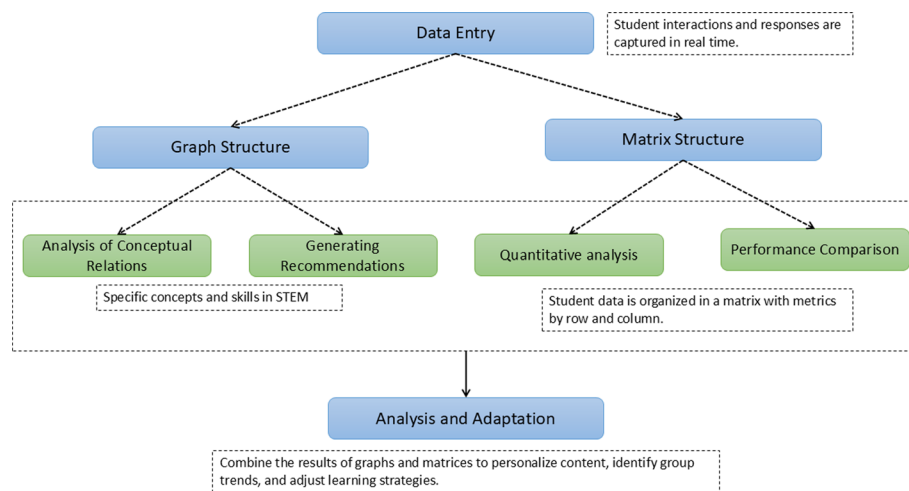 Data Entry
Student interactions and responses are
captured in real time.
Graph Structure
Matrix Structure
Analysis of Conceptual
Relations
Generating
Recommendations
Quantitative analysis
Performance Comparison
Specific concepts and skills in STEM
Student data is organized in a matrix with metrics
by row and column.
Analysis and Adaptation
Combine the results of graphs and matrices to personalize content, identify group
trends, and adjust learning strategies.